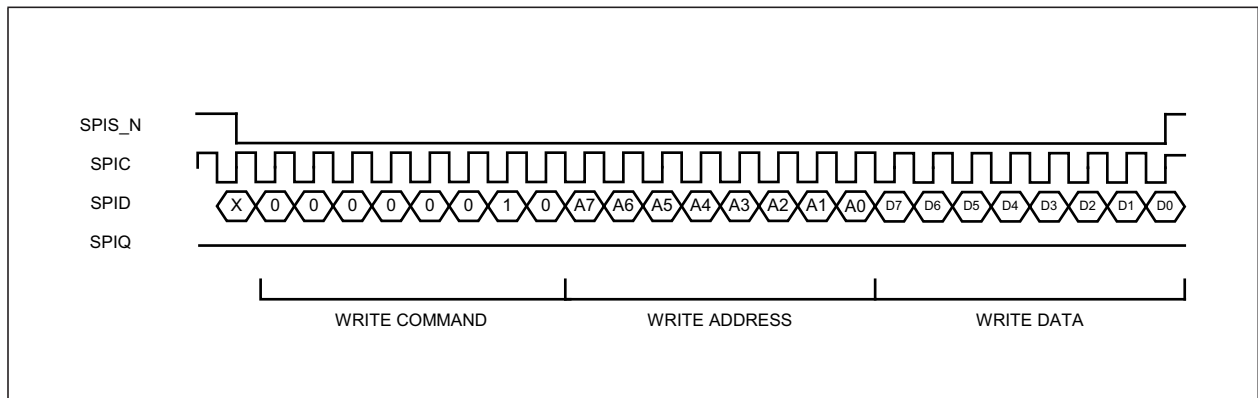 SPIS_N
SPIC
SPID X 0 0 0 0 0 0 1 0 A7 A6 A5 A4 A3 A2 A1 A0 D7 D6 D5 D4 D3 D2 D1 D0
SPIQ
WRITE COMMAND WRITE ADDRESS WRITE DATA